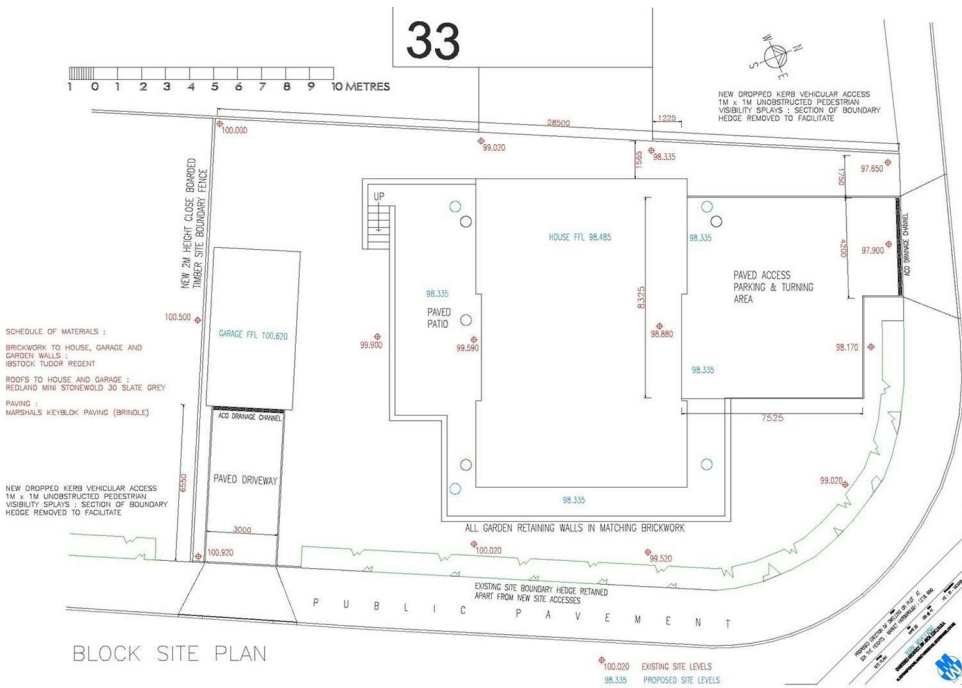 33
1 0 1 2 3 4 5 6 7 8 9 10 METRES
W N S E
NEW DROPPED KERB VEHICULAR ACCESS
1M x 1M UNOBSTRUCTED PEDESTRIAN
VISIBILITY SPLAYS : SECTION OF BOUNDARY
HEDGE REMOVED TO FACILITATE
28500
1225
100.000
99.020
1565
98.335
97.650
1750
NEW 2M HEIGHT CLOSE BOARDED
TIMBER SITE BOUNDARY FENCE
UP
HOUSE FFL 98.485
98.335
4200
97.900
ACO DRAINAGE CHANNEL
PAVED ACCESS
PARKING & TURNING
AREA
98.335
PAVED
PATIO
8325
100.500
GARAGE FFL 100.620
99.900
99.590
98.880
98.170
98.335
SCHEDULE OF MATERIALS :
BRICKWORK TO HOUSE, GARAGE AND
GARDEN WALLS :
IBSTOCK TUDOR REGENT
ROOFS TO HOUSE AND GARAGE :
REDLAND MINI STONEWOLD 30 SLATE GREY
PAVING :
MARSHALS KEYBLOK PAVING (BRINDLE)
ACO DRAINAGE CHANNEL
7525
6550
PAVED DRIVEWAY
NEW DROPPED KERB VEHICULAR ACCESS
1M x 1M UNOBSTRUCTED PEDESTRIAN
VISIBILITY SPLAYS : SECTION OF BOUNDARY
HEDGE REMOVED TO FACILITATE
99.020
98.335
3000
ALL GARDEN RETAINING WALLS IN MATCHING BRICKWORK
100.920
100.020
99.520
EXISTING SITE BOUNDARY HEDGE RETAINED
APART FROM NEW SITE ACCESSES
PUBLIC PAVEMENT
BLOCK SITE PLAN
100.020 EXISTING SITE LEVELS
98.335 PROPOSED SITE LEVELS